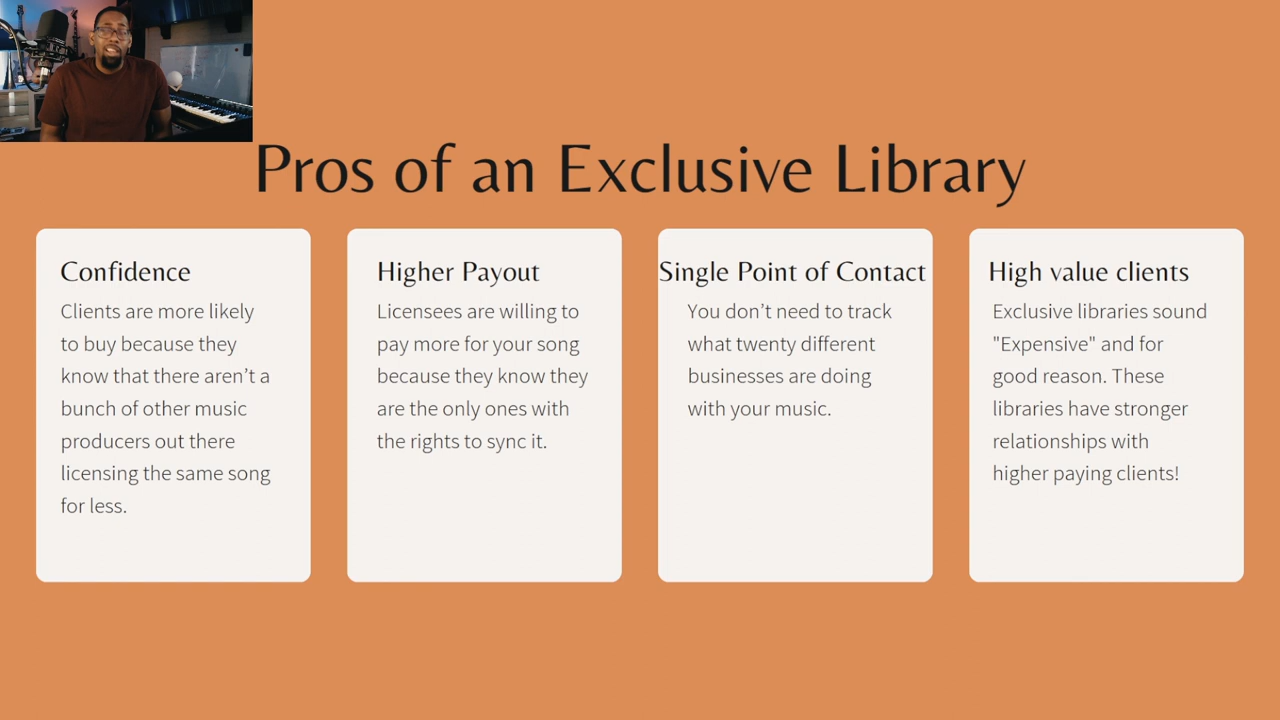 Pros of an Exclusive Library
Confidence
Clients are more likely
to buy because they
know that there aren’t a
bunch of other music
producers out there
licensing the same song
for less.
Higher Payout
Licensees are willing to
pay more for your song
because they know they
are the only ones with
the rights to sync it.
Single Point of Contact
You don’t need to track
what twenty different
businesses are doing
with your music.
High value clients
Exclusive libraries sound
"Expensive" and for
good reason. These
libraries have stronger
relationships with
higher paying clients!